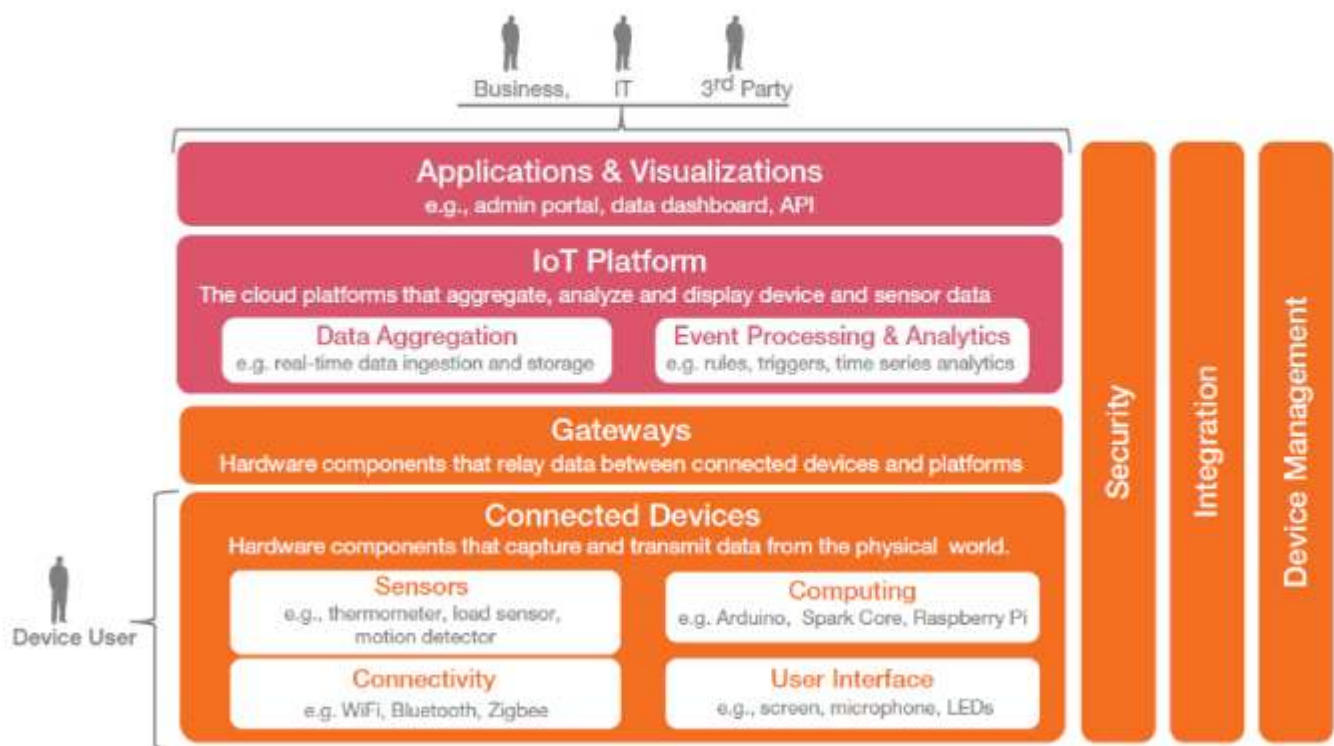 Business, IT 3rd Party
Applications & Visualizations
e.g., admin portal, data dashboard, API
IoT Platform
The cloud platforms that aggregate, analyze and display device and sensor data
Data Aggregation
e.g. real-time data ingestion and storage
Event Processing & Analytics
e.g. rules, triggers, time series analytics
Gateways
Hardware components that relay data between connected devices and platforms
Connected Devices
Hardware components that capture and transmit data from the physical world.
Sensors
e.g., thermometer, load sensor,
motion detector
Computing
e.g. Arduino, Spark Core, Raspberry Pi
Connectivity
e.g. WiFi, Bluetooth, Zigbee
User Interface
e.g., screen, microphone, LEDs
Device User
Security
Integration
Device Management